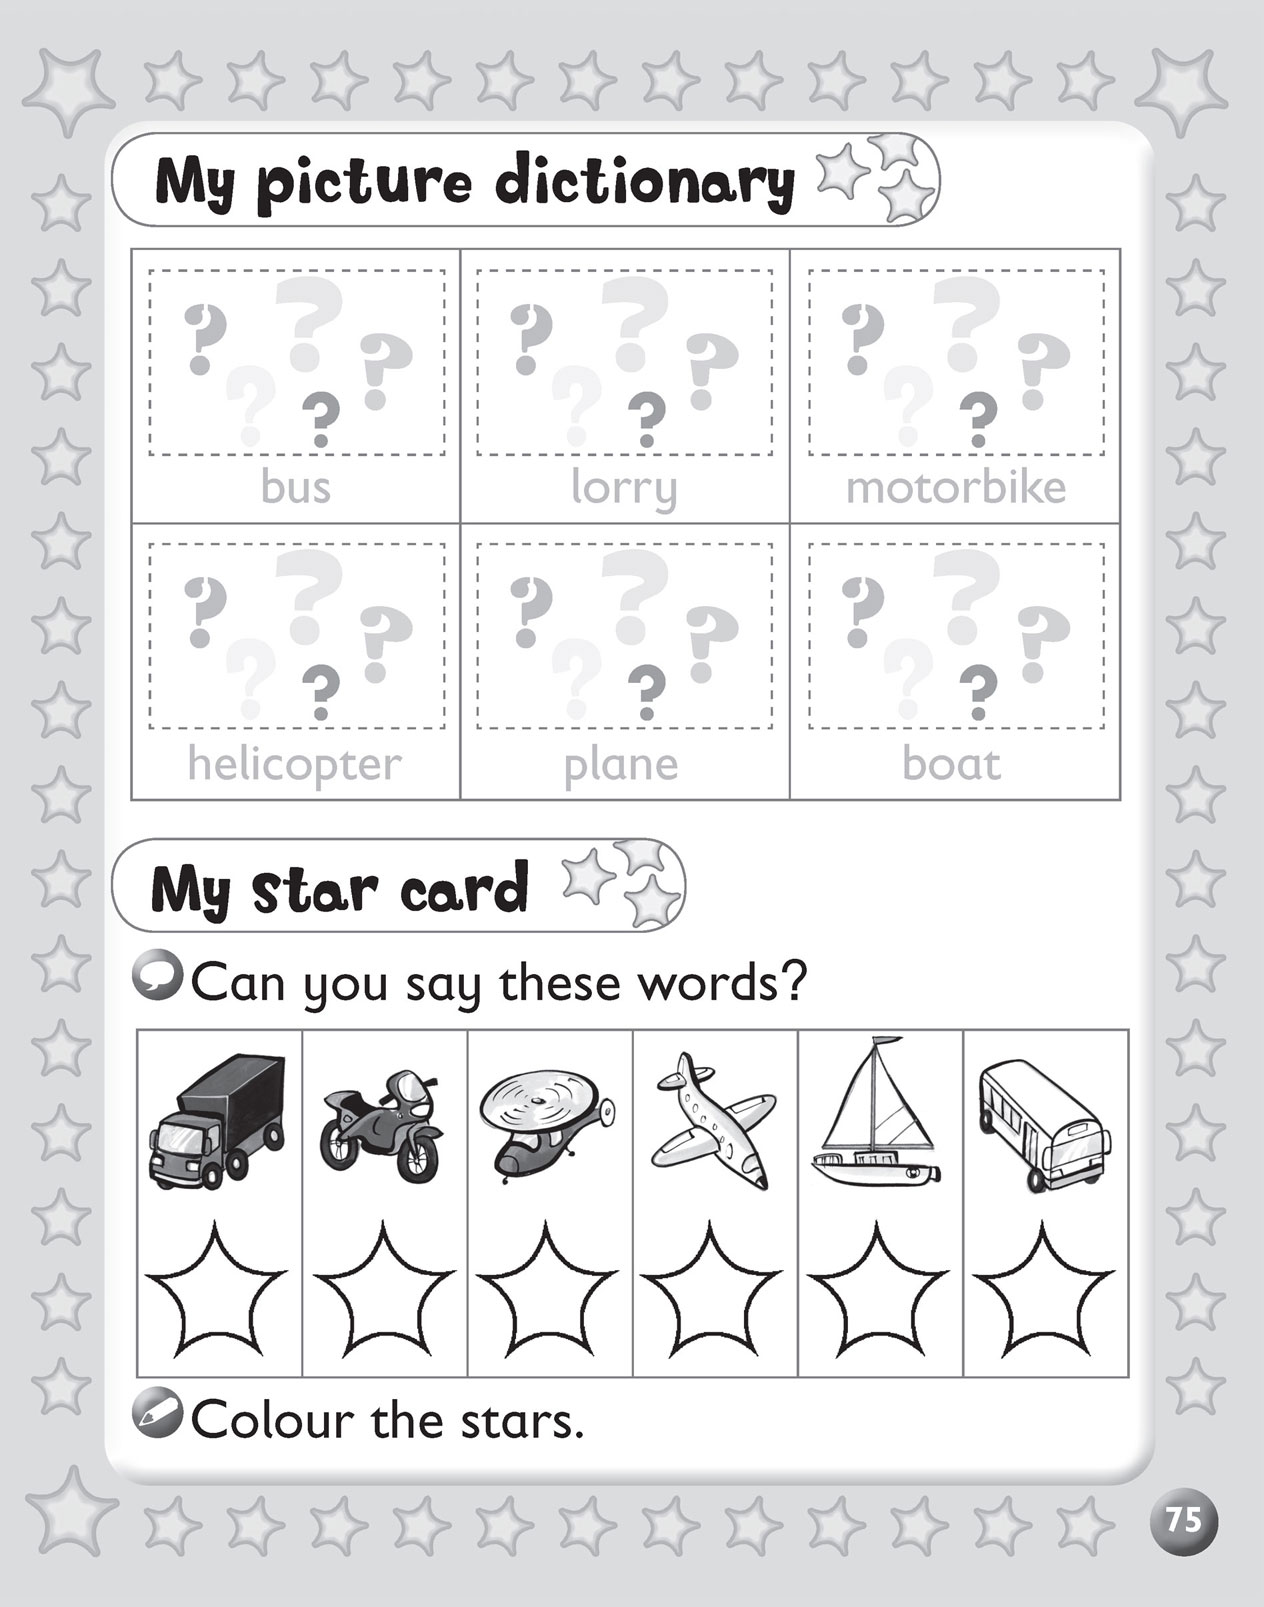 My picture dictionary
bus lorry motorbike
helicopter plane boat
My star card
Can you say these words?
Colour the stars.
75